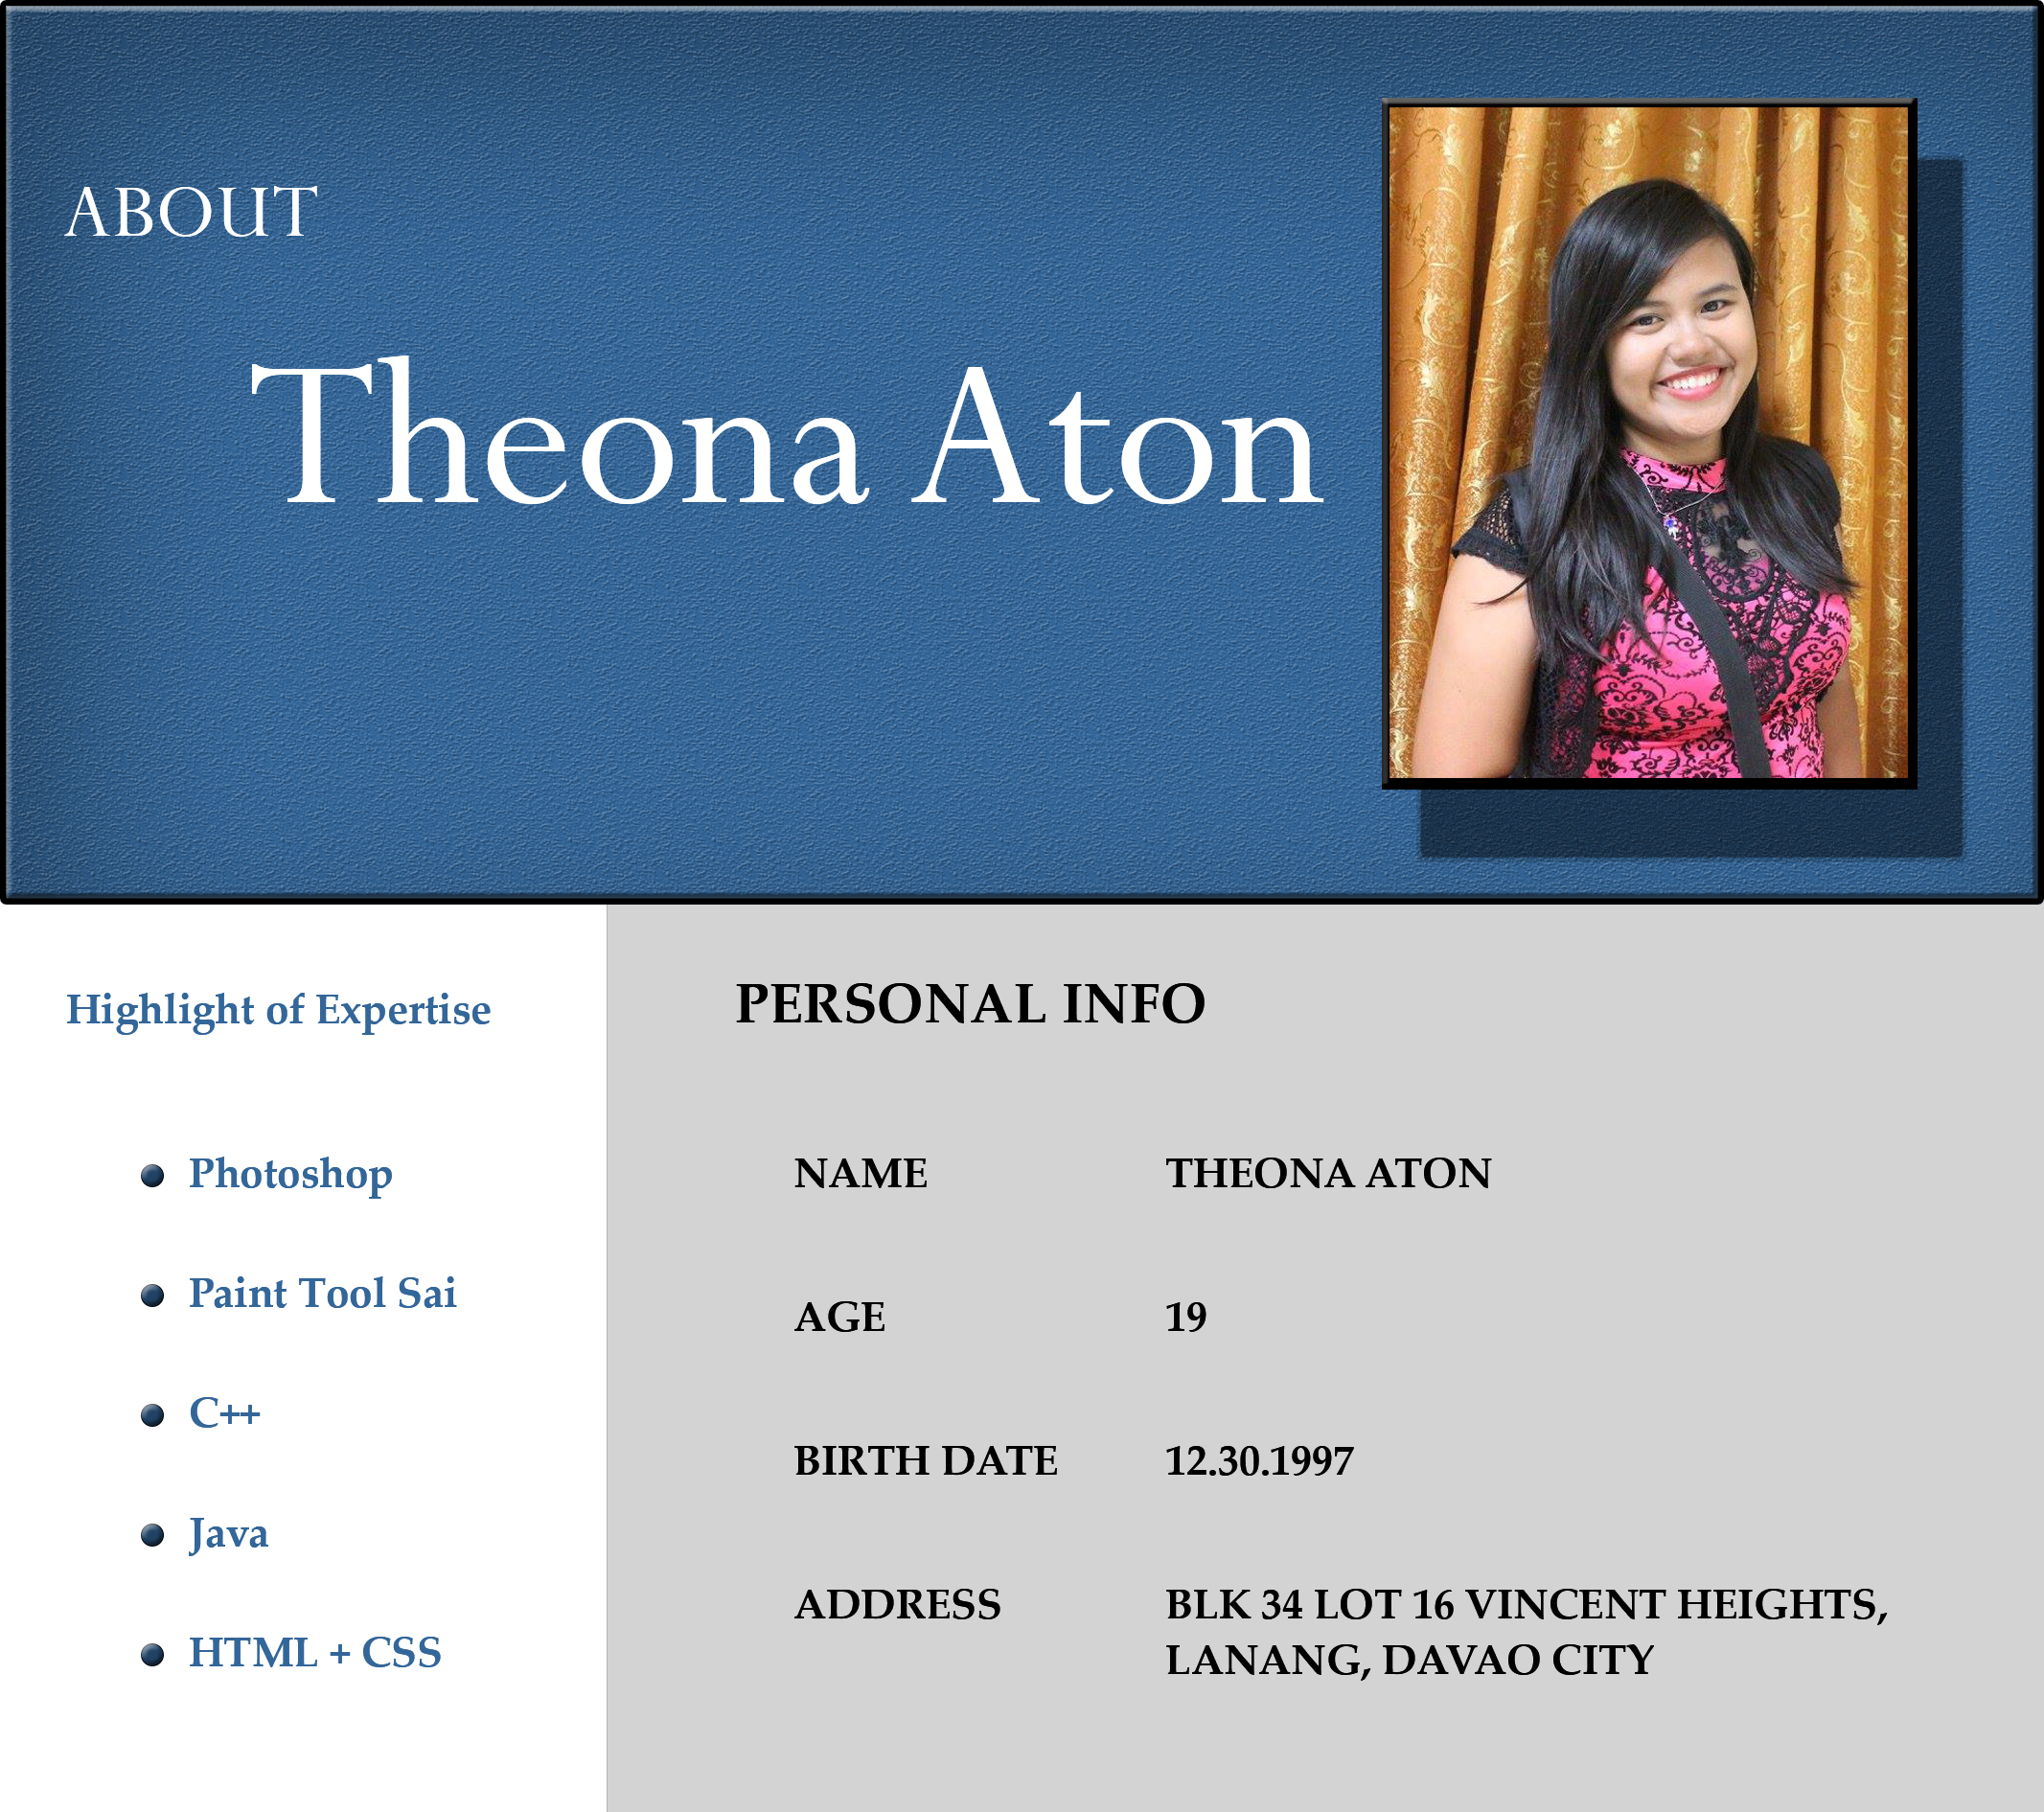 ABOUT
Theona Aton
Highlight of Expertise
Photoshop
Paint Tool Sai
C++
Java
HTML + CSS
PERSONAL INFO
NAME THEONA ATON
AGE 19
BIRTH DATE 12.30.1997
ADDRESS BLK 34 LOT 16 VINCENT HEIGHTS,
LANANG, DAVAO CITY